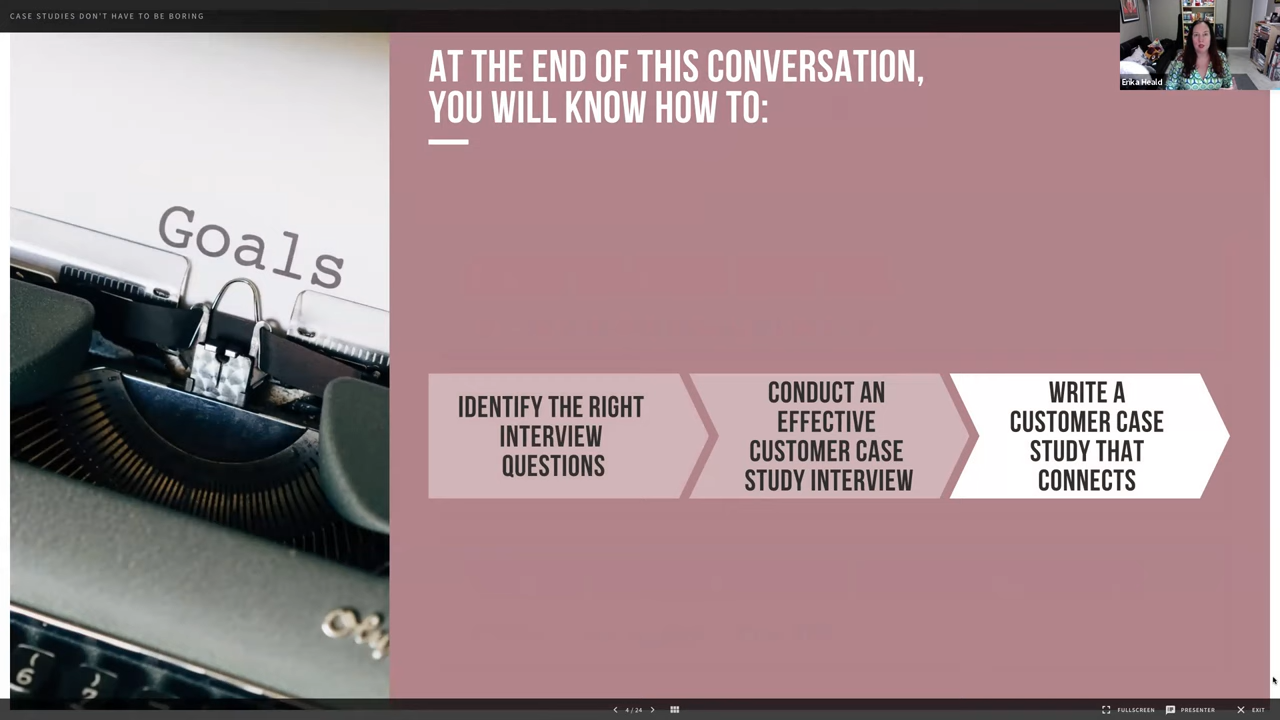 CASE STUDIES DON'T HAVE TO BE BORING
Erika Heald
AT THE END OF THIS CONVERSATION,
YOU WILL KNOW HOW TO:
Goals
IDENTIFY THE RIGHT
INTERVIEW
QUESTIONS
CONDUCT AN
EFFECTIVE
CUSTOMER CASE
STUDY INTERVIEW
WRITE A
CUSTOMER CASE
STUDY THAT
CONNECTS
6
4 / 24
FULLSCREEN
PRESENTER
EXIT